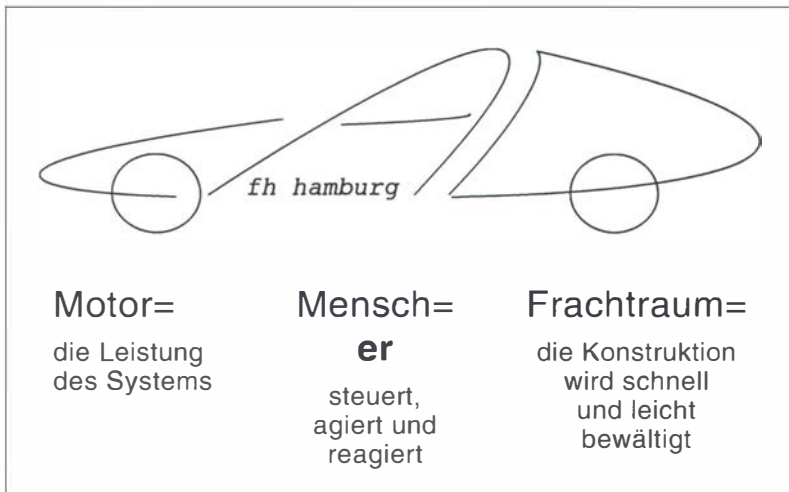 fh hamburg
Motor=
die Leistung
des Systems
Mensch=
er
steuert,
agiert und
reagiert
Frachtraum=
die Konstruktion
wird schnell
und leicht
bewältigt